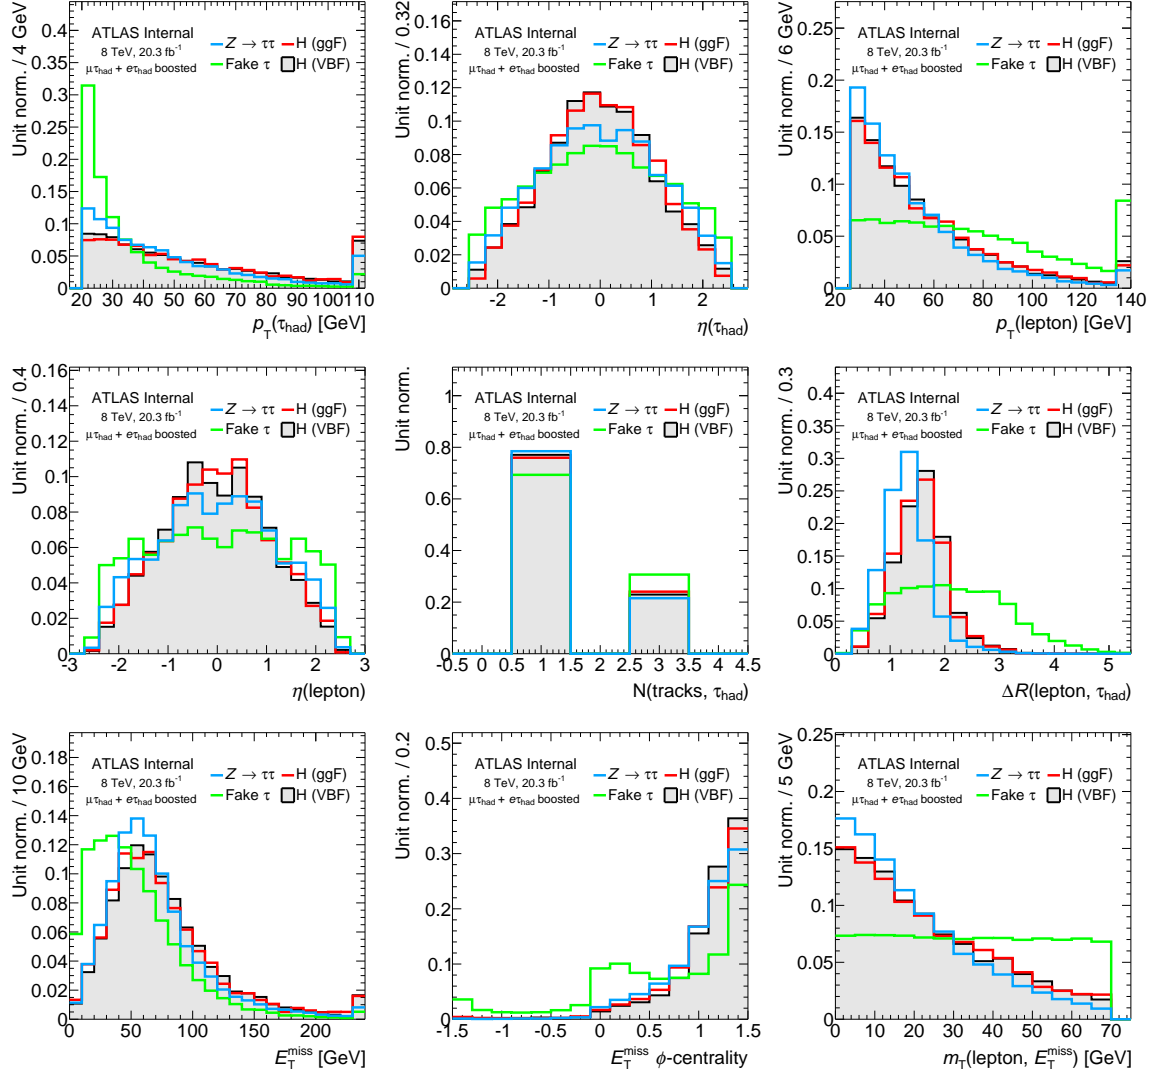 Unit norm. / 4 GeV
0.4
0.35
0.3
0.25
0.2
0.15
0.1
0.05
0
ATLAS Internal
8 TeV, 20.3 fb⁻¹
μτhad + eτhad boosted
Z → ττ
H (ggF)
Fake τ
H (VBF)
20 30 40 50 60 70 80 90 100 110
pT(τhad) [GeV]
Unit norm. / 0.32
0.16
0.14
0.12
0.1
0.08
0.06
0.04
0.02
0
ATLAS Internal
8 TeV, 20.3 fb⁻¹
μτhad + eτhad boosted
Z → ττ
H (ggF)
Fake τ
H (VBF)
-2 -1 0 1 2
η(τhad)
Unit norm. / 6 GeV
0.25
0.2
0.15
0.1
0.05
0
ATLAS Internal
8 TeV, 20.3 fb⁻¹
μτhad + eτhad boosted
Z → ττ
H (ggF)
Fake τ
H (VBF)
20 40 60 80 100 120 140
pT(lepton) [GeV]
Unit norm. / 0.4
0.16
0.14
0.12
0.1
0.08
0.06
0.04
0.02
0
ATLAS Internal
8 TeV, 20.3 fb⁻¹
μτhad + eτhad boosted
Z → ττ
H (ggF)
Fake τ
H (VBF)
-3 -2 -1 0 1 2 3
η(lepton)
Unit norm.
1
0.8
0.6
0.4
0.2
0
ATLAS Internal
8 TeV, 20.3 fb⁻¹
μτhad + eτhad boosted
Z → ττ
H (ggF)
Fake τ
H (VBF)
-0.5 0 0.5 1 1.5 2 2.5 3 3.5 4 4.5
N(tracks, τhad)
Unit norm. / 0.3
0.4
0.35
0.3
0.25
0.2
0.15
0.1
0.05
0
ATLAS Internal
8 TeV, 20.3 fb⁻¹
μτhad + eτhad boosted
Z → ττ
H (ggF)
Fake τ
H (VBF)
0 1 2 3 4 5
ΔR(lepton, τhad)
Unit norm. / 10 GeV
0.18
0.16
0.14
0.12
0.1
0.08
0.06
0.04
0.02
0
ATLAS Internal
8 TeV, 20.3 fb⁻¹
μτhad + eτhad boosted
Z → ττ
H (ggF)
Fake τ
H (VBF)
0 50 100 150 200
ETmiss [GeV]
Unit norm. / 0.2
0.5
0.4
0.3
0.2
0.1
0
ATLAS Internal
8 TeV, 20.3 fb⁻¹
μτhad + eτhad boosted
Z → ττ
H (ggF)
Fake τ
H (VBF)
-1.5 -1 -0.5 0 0.5 1 1.5
ETmiss ϕ-centrality
Unit norm. / 5 GeV
0.25
0.2
0.15
0.1
0.05
0
ATLAS Internal
8 TeV, 20.3 fb⁻¹
μτhad + eτhad boosted
Z → ττ
H (ggF)
Fake τ
H (VBF)
0 10 20 30 40 50 60 70
mT(lepton, ETmiss) [GeV]